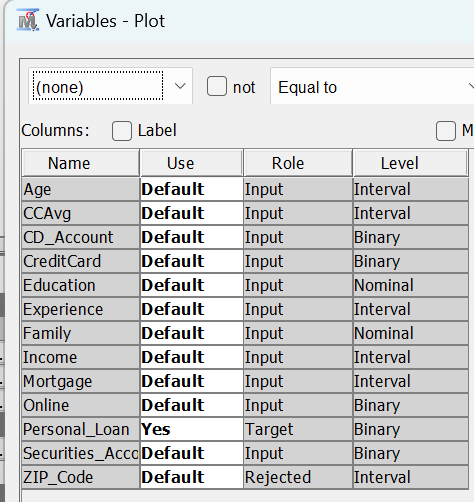 Variables - Plot
(none) not Equal to
Columns: Label M
Name Use Role Level
Age Default Input Interval
CCAvg Default Input Interval
CD_Account Default Input Binary
CreditCard Default Input Binary
Education Default Input Nominal
Experience Default Input Interval
Family Default Input Nominal
Income Default Input Interval
Mortgage Default Input Interval
Online Default Input Binary
Personal_Loan Yes Target Binary
Securities_Acco Default Input Binary
ZIP_Code Default Rejected Interval